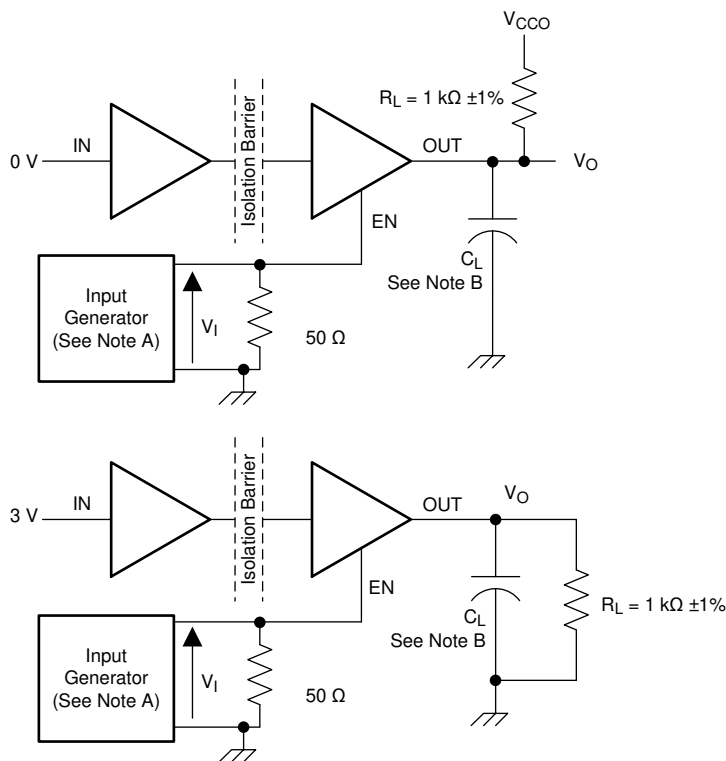 V_CCO
R_L = 1 kΩ ±1%
0 V
IN
Isolation Barrier
OUT
V_O
EN
C_L
See Note B
Input
Generator
(See Note A)
V_I
50 Ω
3 V
IN
Isolation Barrier
OUT
V_O
EN
C_L
See Note B
R_L = 1 kΩ ±1%
Input
Generator
(See Note A)
V_I
50 Ω